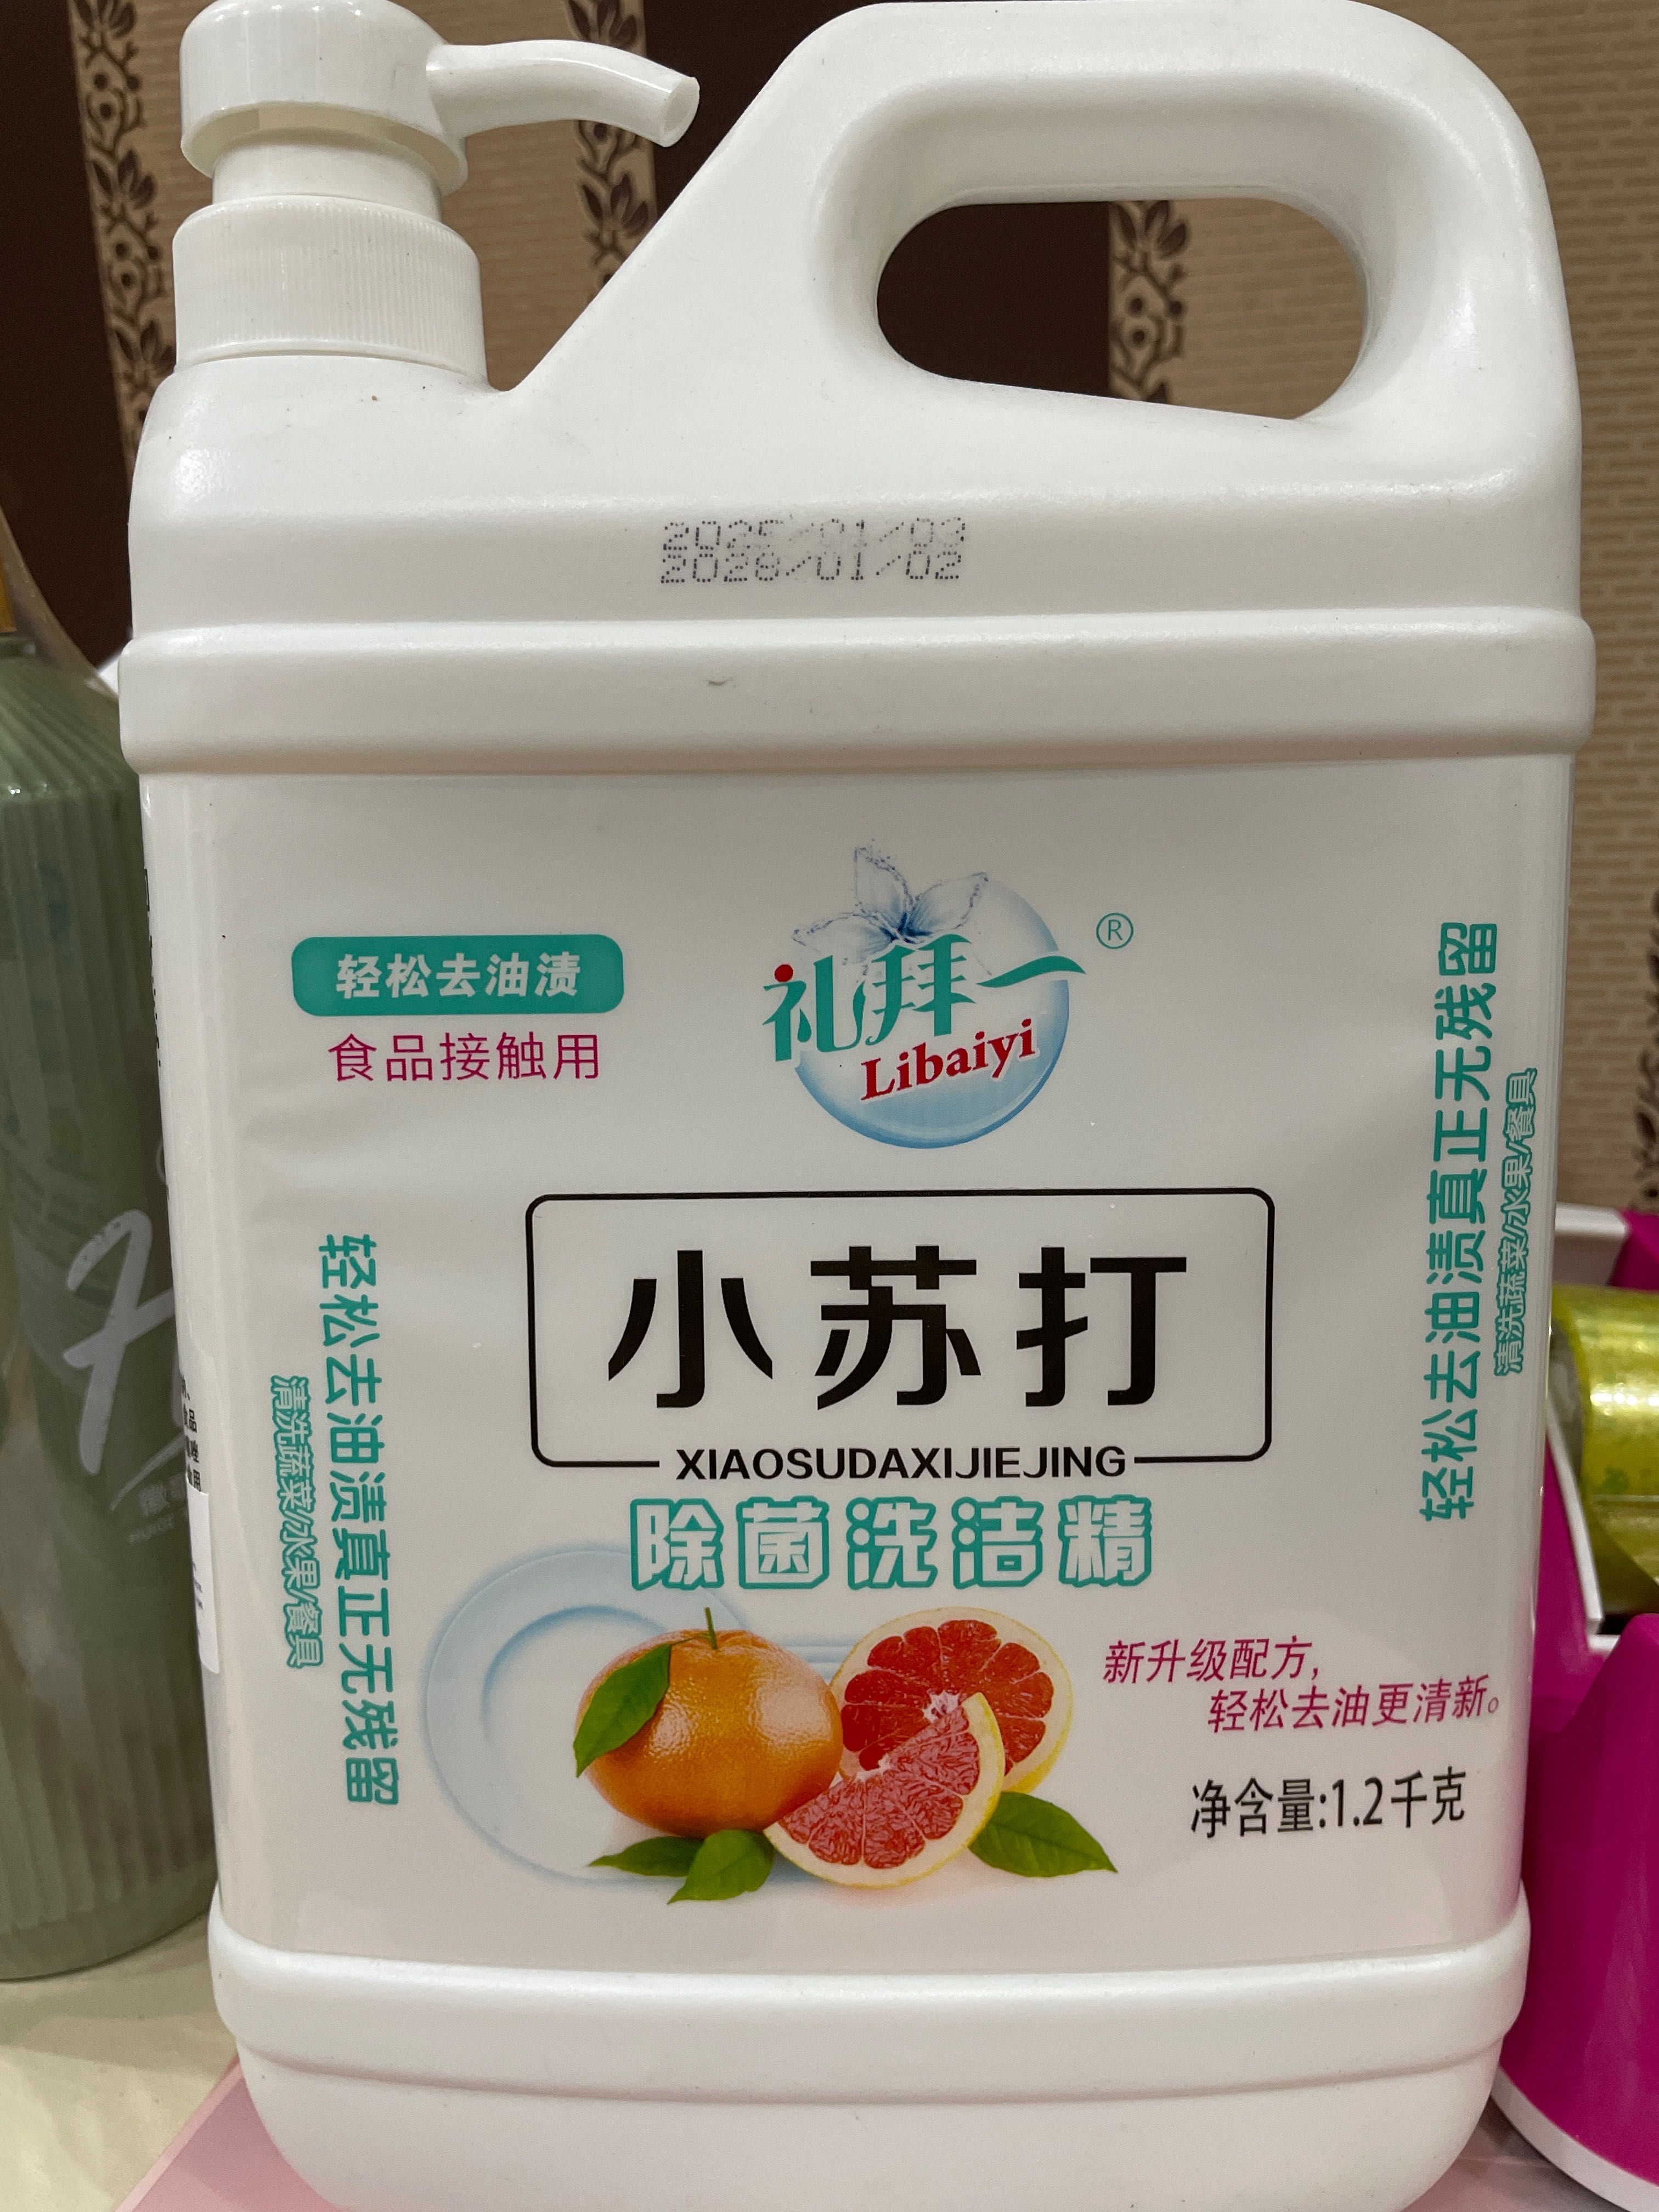 2025/01/03
2028/01/02
轻松去油渍
食品接触用
礼拜一
®
Libaiyi
小苏打
XIAOSUDAXIJIEJING
除菌洗洁精
轻松去油渍真正无残留
清洗蔬菜/水果/餐具
轻松去油渍真正无残留
清洗蔬菜/水果/餐具
新升级配方,
轻松去油更清新。
净含量:1.2千克